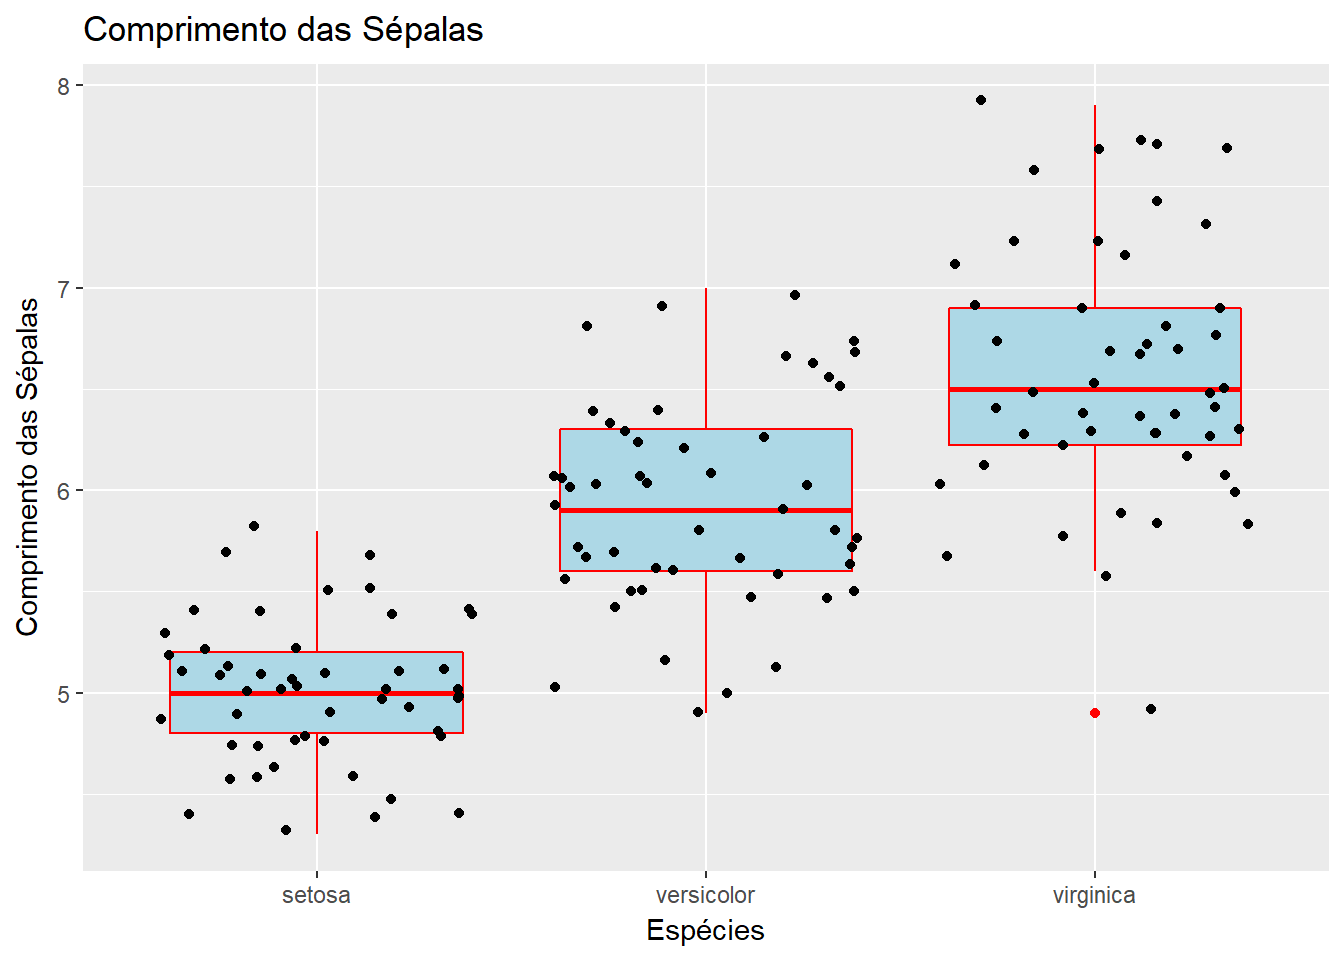 Comprimento das Sépalas
Comprimento das Sépalas
8
7
6
5
setosa
versicolor
virginica
Espécies